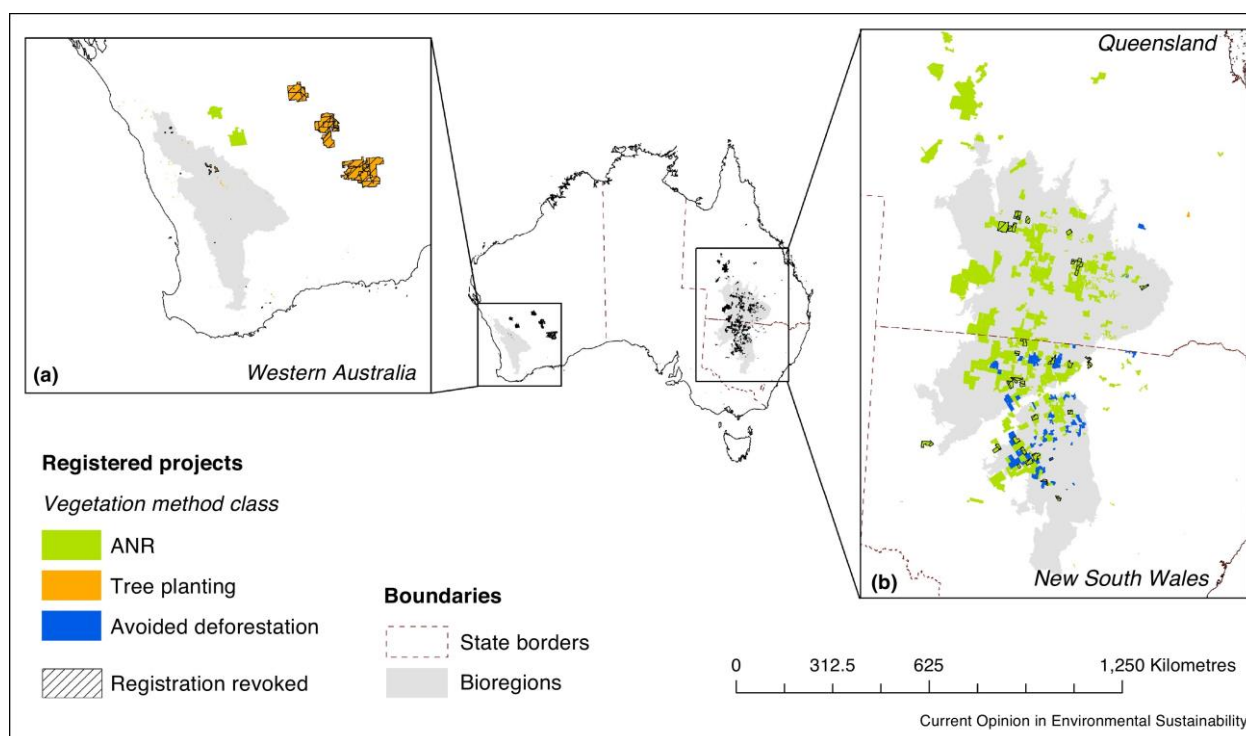 Queensland
(a)
Western Australia
(b)
New South Wales
Registered projects
Vegetation method class
ANR
Tree planting
Avoided deforestation
Registration revoked
Boundaries
State borders
Bioregions
0 312.5 625 1,250 Kilometres
Current Opinion in Environmental Sustainability